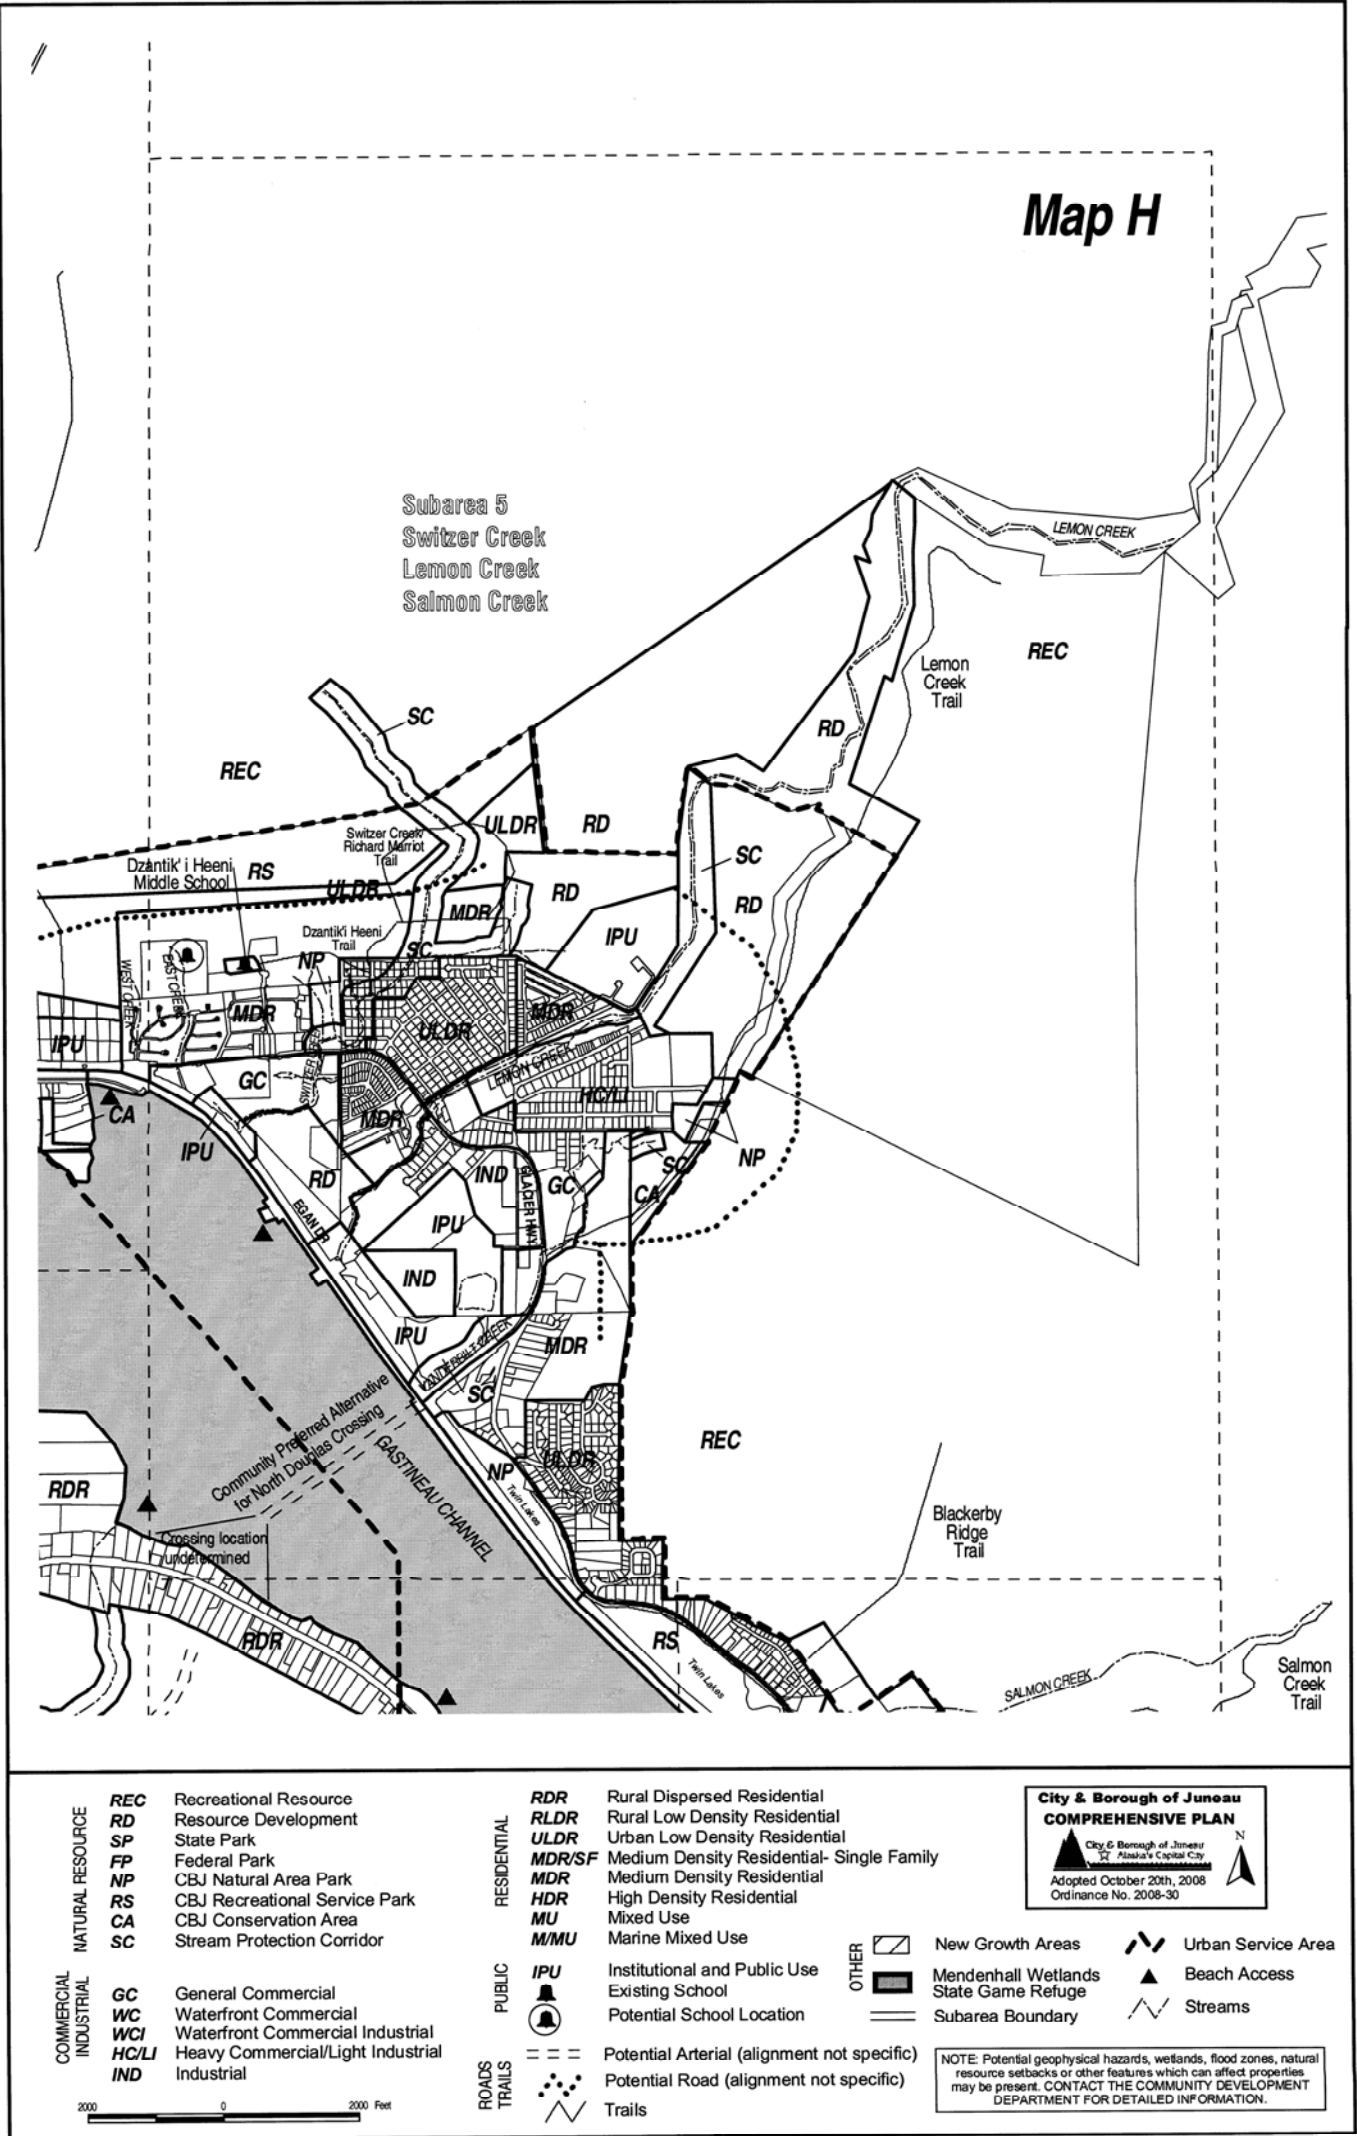 Map H
Subarea 5
Switzer Creek
Lemon Creek
Salmon Creek
LEMON CREEK
REC
Lemon
Creek
Trail
SC
RD
REC
Switzer Creek/
Richard Marriot
Trail
ULDR
RD
SC
Dzantik' i Heeni
Middle School
RS
ULDR
RD
MDR
RD
IPU
Dzantik'i Heeni
Trail
SC
NP
WEST CREEK
EAST CREEK
MDR
MDR
ULDR
IPU
LEMON CREEK
GC
SWITZER CREEK
HC/LI
CA
MDR
IPU
NP
SC
RD
IND
GC
CA
GLACIER HWY
EGAN DR
IPU
IND
IPU
VANDERBILT CREEK
MDR
SC
Community Preferred Alternative
for North Douglas Crossing
GASTINEAU CHANNEL
REC
ULDR
NP
Twin Lakes
RDR
Crossing location
undetermined
Blackerby
Ridge
Trail
RDR
RS
Twin Lakes
SALMON CREEK
Salmon
Creek
Trail
NATURAL RESOURCE
REC Recreational Resource
RD Resource Development
SP State Park
FP Federal Park
NP CBJ Natural Area Park
RS CBJ Recreational Service Park
CA CBJ Conservation Area
SC Stream Protection Corridor
COMMERCIAL
INDUSTRIAL
GC General Commercial
WC Waterfront Commercial
WCI Waterfront Commercial Industrial
HC/LI Heavy Commercial/Light Industrial
IND Industrial
2000 0 2000 Feet
RESIDENTIAL
RDR Rural Dispersed Residential
RLDR Rural Low Density Residential
ULDR Urban Low Density Residential
MDR/SF Medium Density Residential- Single Family
MDR Medium Density Residential
HDR High Density Residential
MU Mixed Use
M/MU Marine Mixed Use
PUBLIC
IPU Institutional and Public Use
Existing School
Potential School Location
ROADS
TRAILS
Potential Arterial (alignment not specific)
Potential Road (alignment not specific)
Trails
City & Borough of Juneau
COMPREHENSIVE PLAN
City & Borough of Juneau
Alaska's Capital City
N
Adopted October 20th, 2008
Ordinance No. 2008-30
OTHER
New Growth Areas
Mendenhall Wetlands
State Game Refuge
Subarea Boundary
Urban Service Area
Beach Access
Streams
NOTE: Potential geophysical hazards, wetlands, flood zones, natural
resource setbacks or other features which can affect properties
may be present. CONTACT THE COMMUNITY DEVELOPMENT
DEPARTMENT FOR DETAILED INFORMATION.